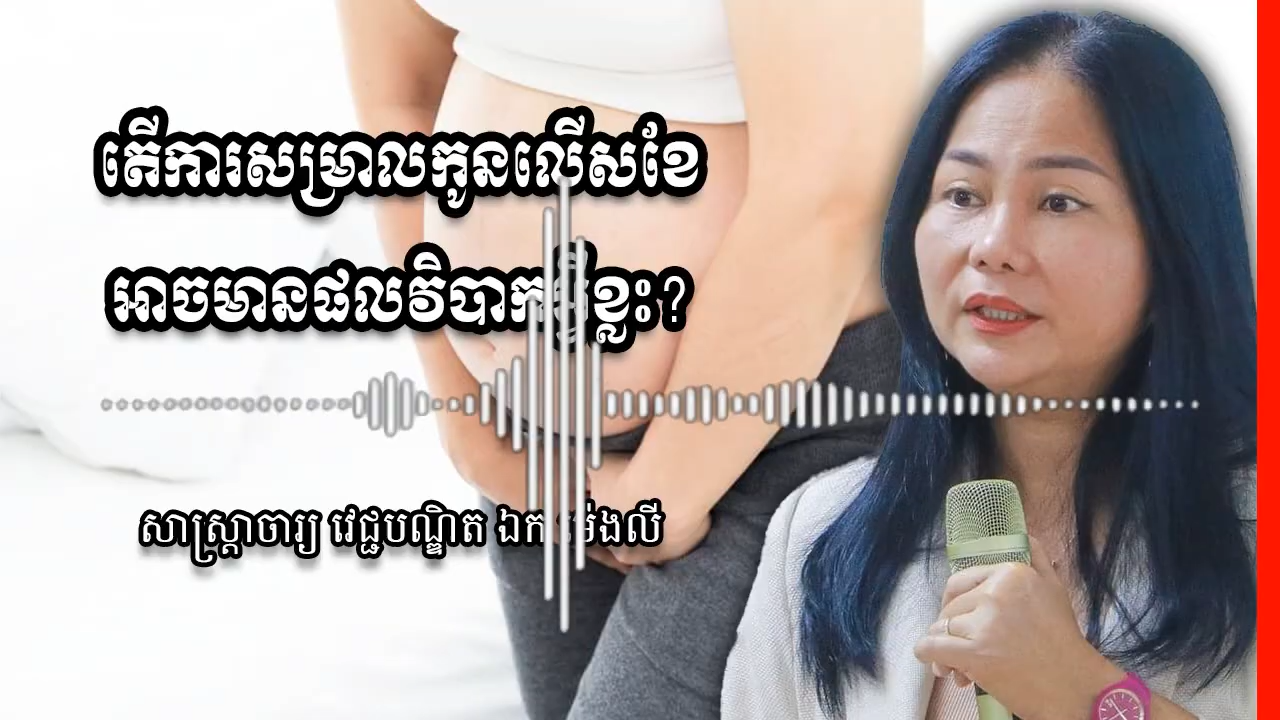 តើការសម្រាលកូនលើសខែ
អាចមានផលវិបាកអ្វីខ្លះ?
សាស្ត្រាចារ្យ វេជ្ជបណ្ឌិត ឯក